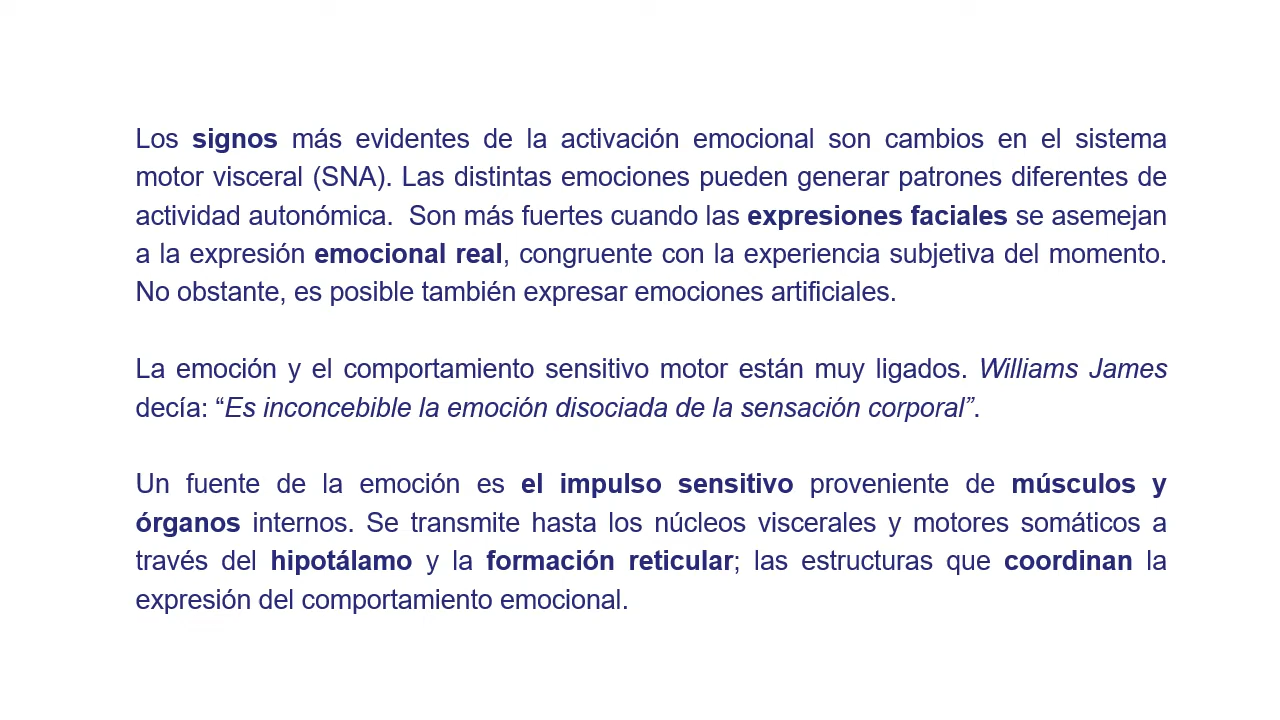 Los signos más evidentes de la activación emocional son cambios en el sistema
motor visceral (SNA). Las distintas emociones pueden generar patrones diferentes de
actividad autonómica.  Son más fuertes cuando las expresiones faciales se asemejan
a la expresión emocional real, congruente con la experiencia subjetiva del momento.
No obstante, es posible también expresar emociones artificiales.
La emoción y el comportamiento sensitivo motor están muy ligados. Williams James
decía: “Es inconcebible la emoción disociada de la sensación corporal”.
Un fuente de la emoción es el impulso sensitivo proveniente de músculos y
órganos internos. Se transmite hasta los núcleos viscerales y motores somáticos a
través del hipotálamo y la formación reticular; las estructuras que coordinan la
expresión del comportamiento emocional.